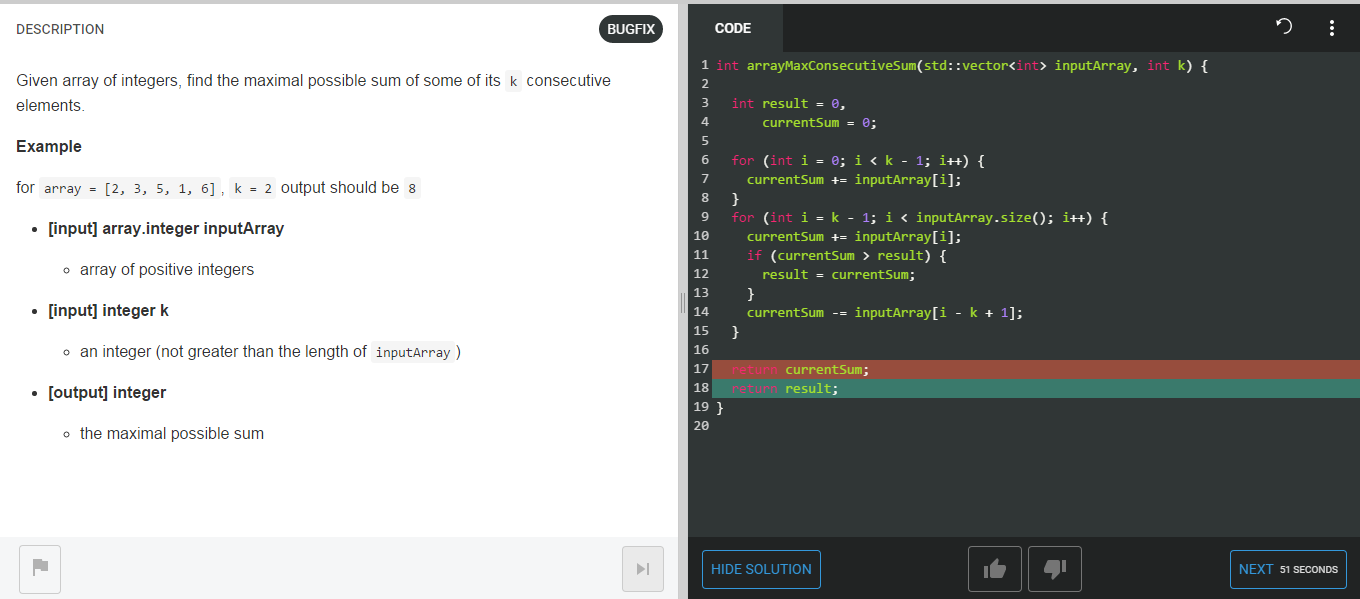 DESCRIPTION
BUGFIX
Given array of integers, find the maximal possible sum of some of its k consecutive
elements.
Example
for array = [2, 3, 5, 1, 6], k = 2 output should be 8
• [input] array.integer inputArray
◦ array of positive integers
• [input] integer k
◦ an integer (not greater than the length of inputArray)
• [output] integer
◦ the maximal possible sum
CODE
1 int arrayMaxConsecutiveSum(std::vector<int> inputArray, int k) {
2
3   int result = 0,
4       currentSum = 0;
5
6   for (int i = 0; i < k - 1; i++) {
7     currentSum += inputArray[i];
8   }
9   for (int i = k - 1; i < inputArray.size(); i++) {
10     currentSum += inputArray[i];
11     if (currentSum > result) {
12       result = currentSum;
13     }
14     currentSum -= inputArray[i - k + 1];
15   }
16
17   return currentSum;
18   return result;
19 }
20
HIDE SOLUTION
NEXT 51 SECONDS